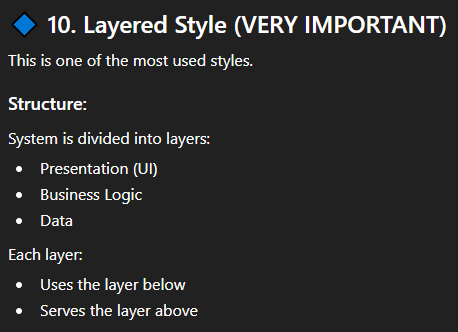 🔷 10. Layered Style (VERY IMPORTANT)
This is one of the most used styles.
Structure:
System is divided into layers:
• Presentation (UI)
• Business Logic
• Data
Each layer:
• Uses the layer below
• Serves the layer above